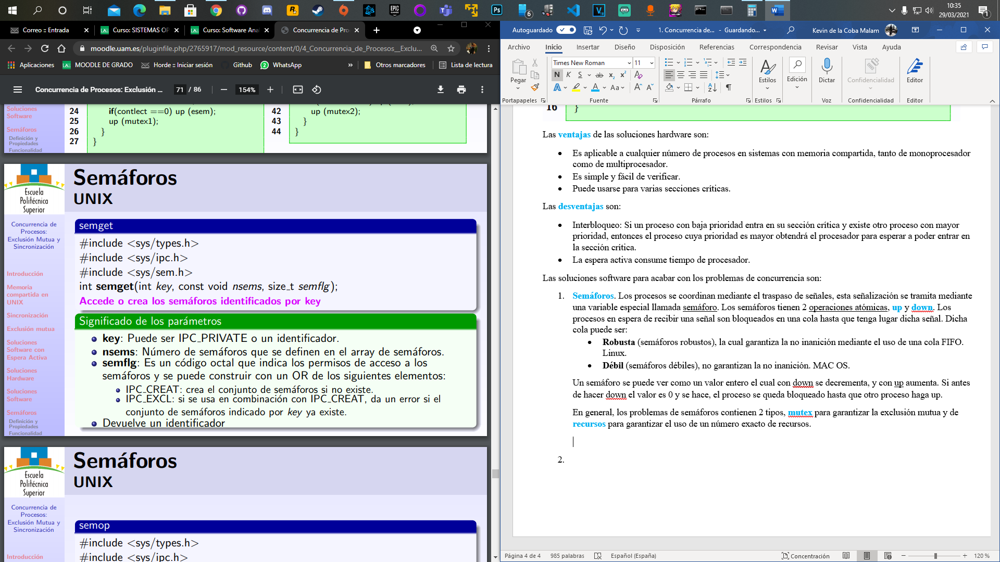 10:35
29/03/2021
6
1
Correo :: Entrada
Curso: SISTEMAS OP
Curso: Software Ana
Concurrencia de Pro
moodle.uam.es/pluginfile.php/2765917/mod_resource/content/0/4_Concurrencia_de_Procesos__Exclu...
Aplicaciones
MOODLE DE GRADO
Horde :: Iniciar sesión
Github
WhatsApp
»
Otros marcadores
Lista de lectura
Concurrencia de Procesos: Exclusión ...
71 / 86
154%
Soluciones
Software
Semáforos
Definición y
Propiedades
Funcionalidad
24 if(contlect ==0) up (esem);
25 up (mutex1);
26 }
27 }
42 up (mutex2);
43 }
44 }
Escuela
Politécnica
Superior
Concurrencia de
Procesos:
Exclusión Mutua y
Sincronización
Introducción
Memoria
compartida en
UNIX
Sincronización
Exclusión mutua
Soluciones
Software con
Espera Activa
Soluciones
Hardware
Soluciones
Software
Semáforos
Definición y
Propiedades
Funcionalidad
Semáforos
UNIX
semget
#include <sys/types.h>
#include <sys/ipc.h>
#include <sys/sem.h>
int semget(int key, const void nsems, size_t semflg);
Accede o crea los semáforos identificados por key
Significado de los parámetros
key: Puede ser IPC_PRIVATE o un identificador.
nsems: Número de semáforos que se definen en el array de semáforos.
semflg: Es un código octal que indica los permisos de acceso a los
semáforos y se puede construir con un OR de los siguientes elementos:
IPC_CREAT: crea el conjunto de semáforos si no existe.
IPC_EXCL: si se usa en combinación con IPC_CREAT, da un error si el
conjunto de semáforos indicado por key ya existe.
Devuelve un identificador
Escuela
Politécnica
Superior
Concurrencia de
Procesos:
Exclusión Mutua y
Sincronización
Introducción
Semáforos
UNIX
semop
#include <sys/types.h>
#include <sys/ipc.h>
Autoguardado
1. Concurrencia de... - Guardando...
Kevin de la Coba Malam
Archivo Inicio Insertar Diseño Disposición Referencias Correspondencia Revisar Vista Ayuda
Pegar
Portapapeles
Times New Roman 11
N K S ab x₂ x²
A A Aa A A
Fuente
Párrafo
Estilos
Estilos
Edición
Dictar
Voz
Confidencialidad
Confidencialidad
Editor
Editor
16 }
Las ventajas de las soluciones hardware son:
• Es aplicable a cualquier número de procesos en sistemas con memoria compartida, tanto de monoprocesador
como de multiprocesador.
• Es simple y fácil de verificar.
• Puede usarse para varias secciones críticas.
Las desventajas son:
• Interbloqueo: Si un proceso con baja prioridad entra en su sección crítica y existe otro proceso con mayor
prioridad, entonces el proceso cuya prioridad es mayor obtendrá el procesador para esperar a poder entrar en
la sección crítica.
• La espera activa consume tiempo de procesador.
Las soluciones software para acabar con los problemas de concurrencia son:
1. Semáforos. Los procesos se coordinan mediante el traspaso de señales, esta señalización se tramita mediante
una variable especial llamada semáforo. Los semáforos tienen 2 operaciones atómicas, up y down. Los
procesos en espera de recibir una señal son bloqueados en una cola hasta que tenga lugar dicha señal. Dicha
cola puede ser:
• Robusta (semáforos robustos), la cual garantiza la no inanición mediante el uso de una cola FIFO.
Linux.
• Débil (semáforos débiles), no garantizan la no inanición. MAC OS.
Un semáforo se puede ver como un valor entero el cual con down se decrementa, y con up aumenta. Si antes
de hacer down el valor es 0 y se hace, el proceso se queda bloqueado hasta que otro proceso haga up.
En general, los problemas de semáforos contienen 2 tipos, mutex para garantizar la exclusión mutua y de
recursos para garantizar el uso de un número exacto de recursos.
2.
Página 4 de 4 985 palabras Español (España) Concentración 120 %